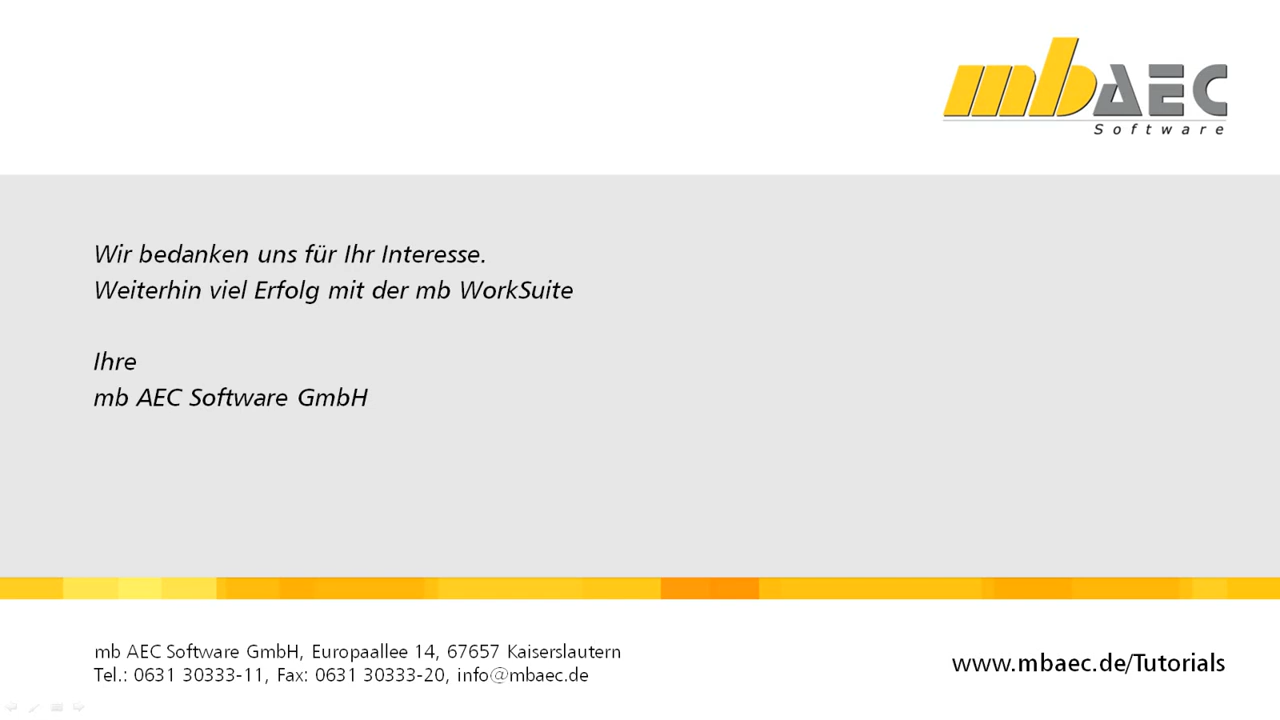 mb AEC
Software
Wir bedanken uns für Ihr Interesse.
Weiterhin viel Erfolg mit der mb WorkSuite
Ihre
mb AEC Software GmbH
mb AEC Software GmbH, Europaallee 14, 67657 Kaiserslautern
Tel.: 0631 30333-11, Fax: 0631 30333-20, info@mbaec.de
www.mbaec.de/Tutorials